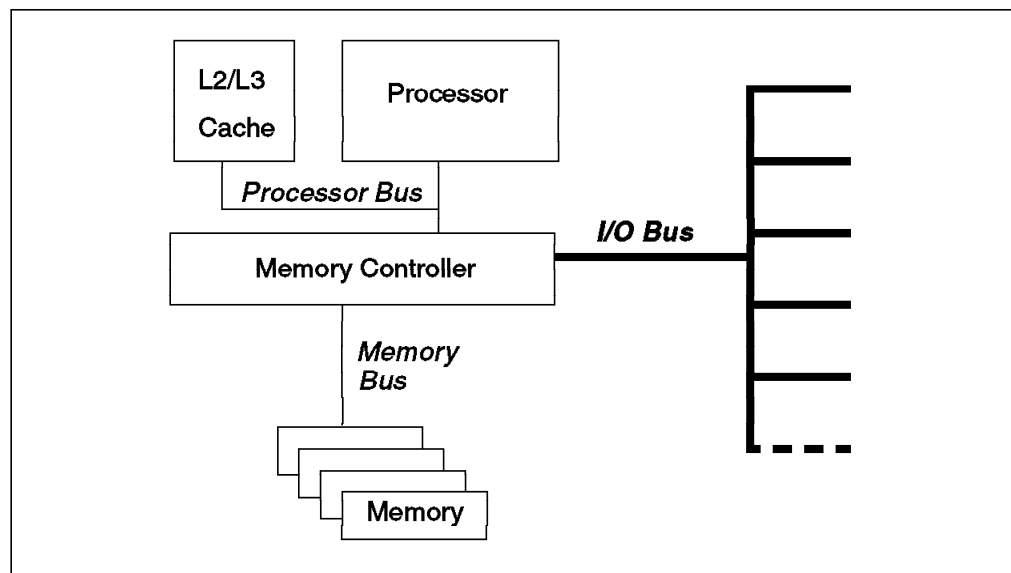 L2/L3
Cache
Processor
Processor Bus
I/O Bus
Memory Controller
Memory
Bus
Memory